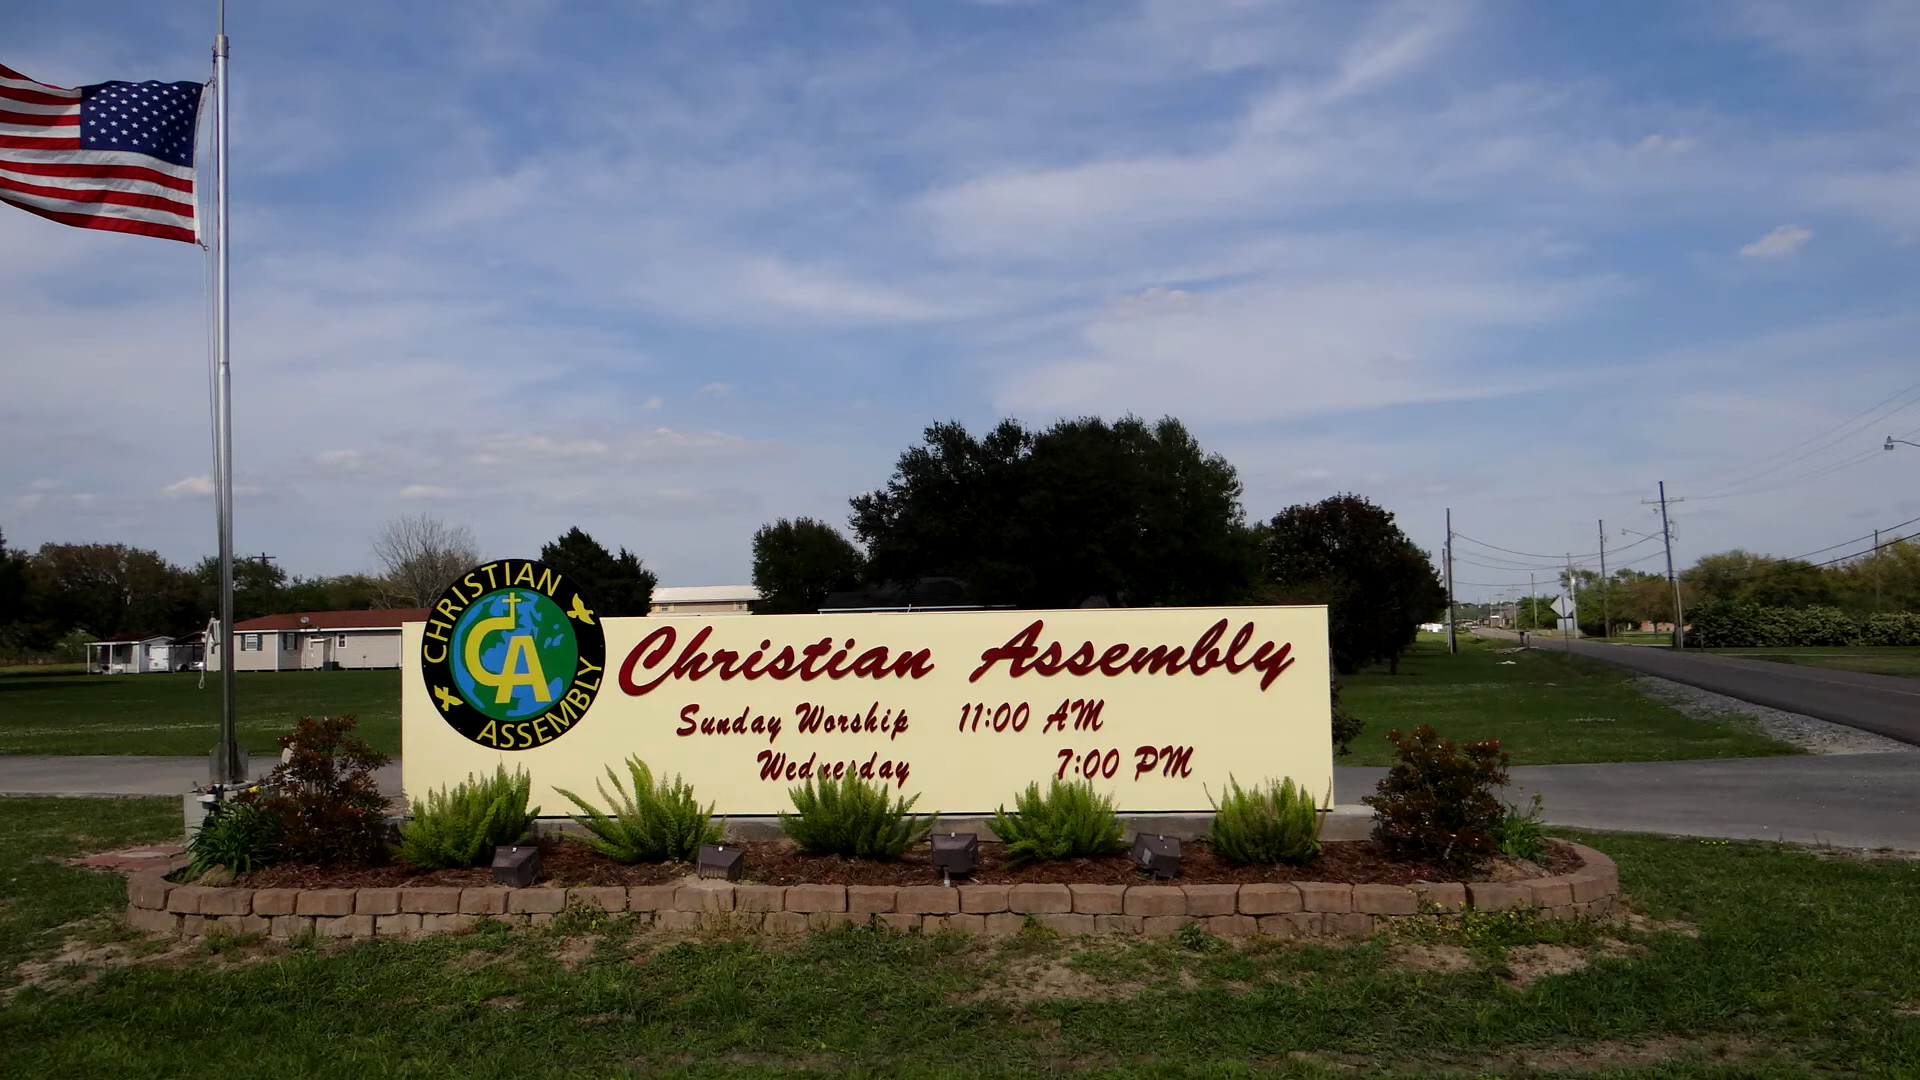 CHRISTIAN
CA
ASSEMBLY
Christian Assembly
Sunday Worship 11:00 AM
Wednesday 7:00 PM